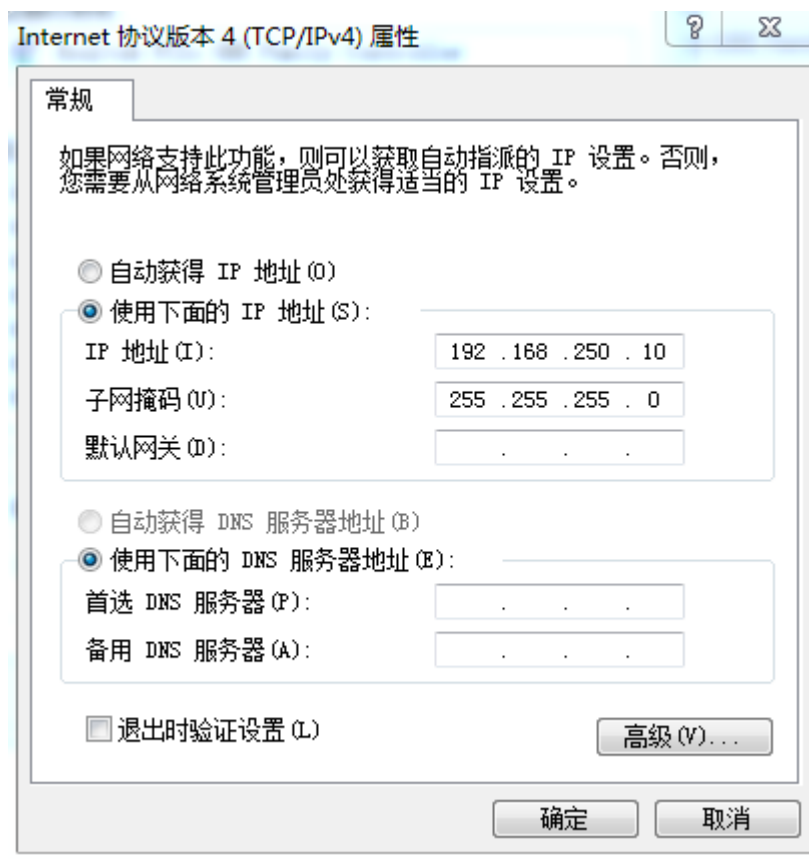 Internet 协议版本 4 (TCP/IPv4) 属性
常规
如果网络支持此功能，则可以获取自动指派的 IP 设置。否则，
您需要从网络系统管理员处获得适当的 IP 设置。
自动获得 IP 地址(O)
使用下面的 IP 地址(S):
IP 地址(I): 192 .168 .250 . 10
子网掩码(U): 255 .255 .255 . 0
默认网关(D): . . .
自动获得 DNS 服务器地址(B)
使用下面的 DNS 服务器地址(E):
首选 DNS 服务器(P): . . .
备用 DNS 服务器(A): . . .
退出时验证设置(L)
高级(V)...
确定 取消